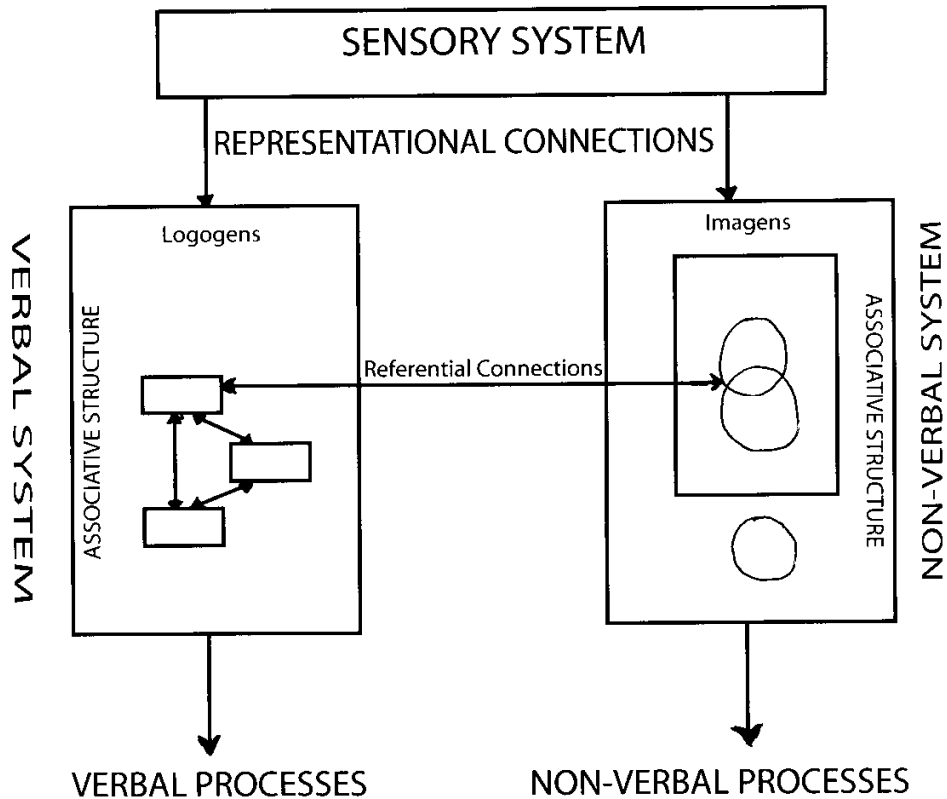 SENSORY SYSTEM
REPRESENTATIONAL CONNECTIONS
VERBAL SYSTEM
Logogens
ASSOCIATIVE STRUCTURE
Referential Connections
Imagens
ASSOCIATIVE STRUCTURE
NON-VERBAL SYSTEM
VERBAL PROCESSES
NON-VERBAL PROCESSES